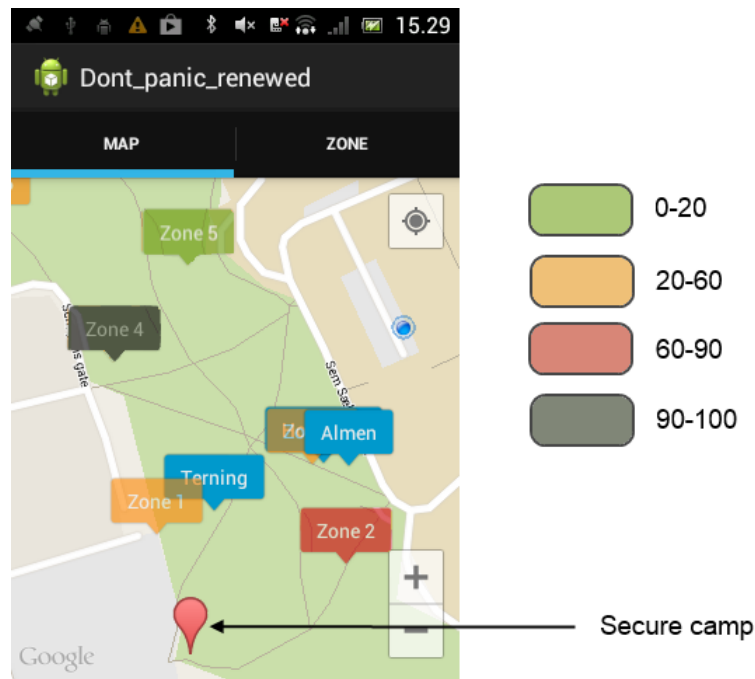 15.29
Dont_panic_renewed
MAP
ZONE
Zone 5
0-20
20-60
Zone 4
60-90
90-100
Almen
Terning
Zone 1
Zone 2
Secure camp
Google